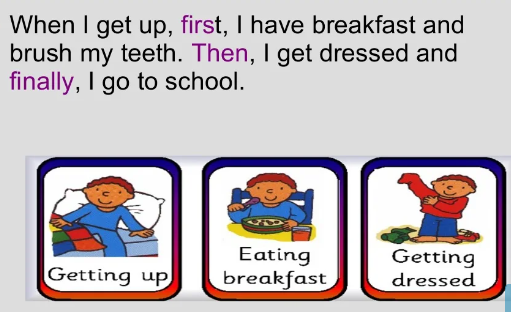 When I get up, first, I have breakfast and
brush my teeth. Then, I get dressed and
finally, I go to school.
Getting up
Eating
breakfast
Getting
dressed